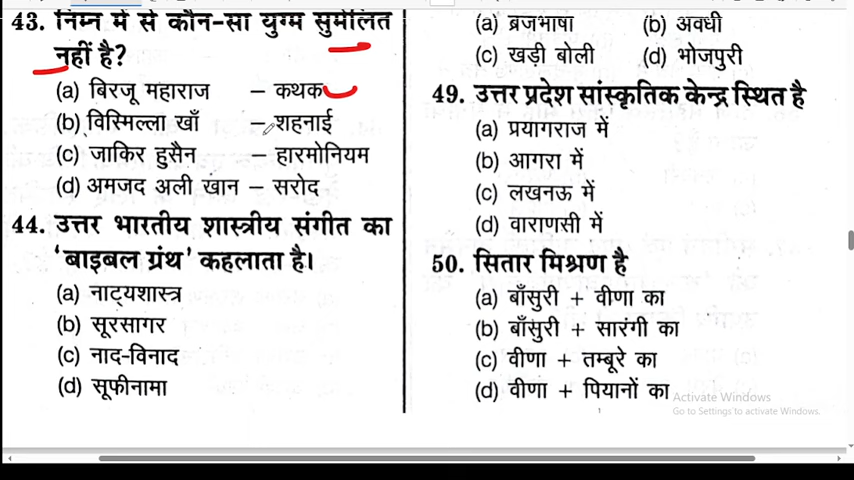 43. निम्न में से कौन-सा युग्म सुमेलित
नहीं है?
(a) बिरजू महाराज – कथक
(b) विस्मिल्ला खाँ – शहनाई
(c) जाकिर हुसैन – हारमोनियम
(d) अमजद अली खान – सरोद
44. उत्तर भारतीय शास्त्रीय संगीत का
‘बाइबल ग्रंथ’ कहलाता है।
(a) नाट्यशास्त्र
(b) सूरसागर
(c) नाद-विनाद
(d) सूफीनामा
(a) ब्रजभाषा (b) अवधी
(c) खड़ी बोली (d) भोजपुरी
49. उत्तर प्रदेश सांस्कृतिक केन्द्र स्थित है
(a) प्रयागराज में
(b) आगरा में
(c) लखनऊ में
(d) वाराणसी में
50. सितार मिश्रण है
(a) बाँसुरी + वीणा का
(b) बाँसुरी + सारंगी का
(c) वीणा + तम्बूरे का
(d) वीणा + पियानों का
Activate Windows
Go to Settings to activate Windows.